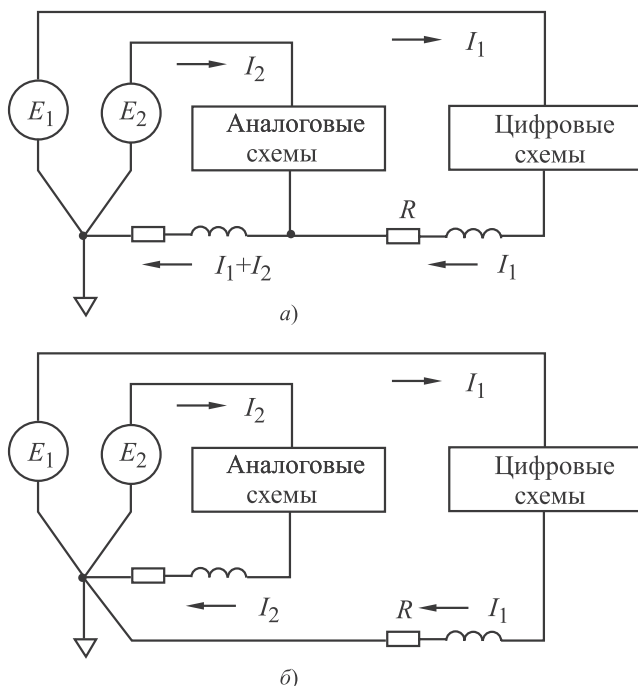 I1
I2
E1
E2
Аналоговые
схемы
Цифровые
схемы
R
I1+I2
I1
а)
I1
I2
E1
E2
Аналоговые
схемы
Цифровые
схемы
I2
R
I1
б)